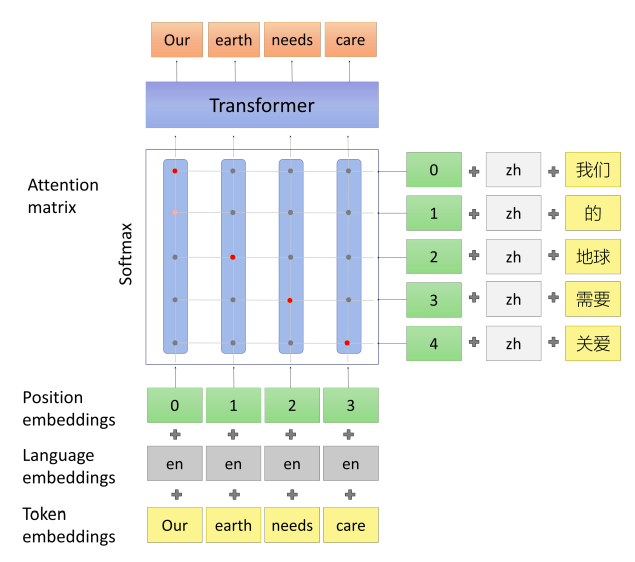 Our earth needs care
Transformer
Attention
matrix
Softmax
0 zh 我们
1 zh 的
2 zh 地球
3 zh 需要
4 zh 关爱
Position
embeddings
0 1 2 3
Language
embeddings
en en en en
Token
embeddings
Our earth needs care